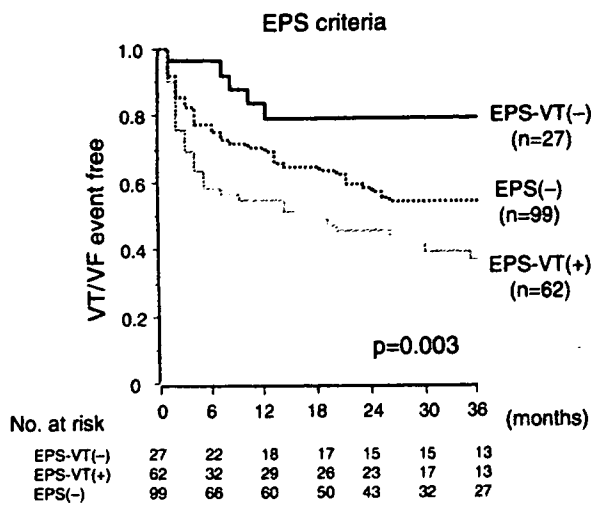 EPS criteria
VT/VF event free
1.0
0.8
0.6
0.4
0.2
0
EPS-VT(−)
(n=27)
EPS(−)
(n=99)
EPS-VT(+)
(n=62)
p=0.003
0 6 12 18 24 30 36 (months)
No. at risk
EPS-VT(−) 27 22 18 17 15 15 13
EPS-VT(+) 62 32 29 26 23 17 13
EPS(−) 99 66 60 50 43 32 27